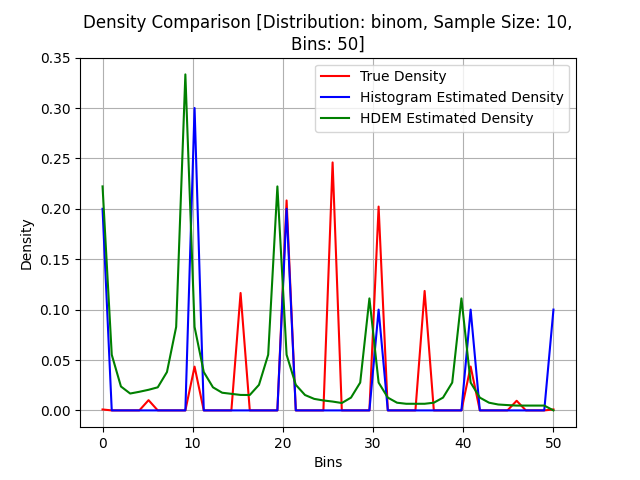 Density Comparison [Distribution: binom, Sample Size: 10,
Bins: 50]
True Density
Histogram Estimated Density
HDEM Estimated Density
Density
0.35
0.30
0.25
0.20
0.15
0.10
0.05
0.00
0 10 20 30 40 50
Bins